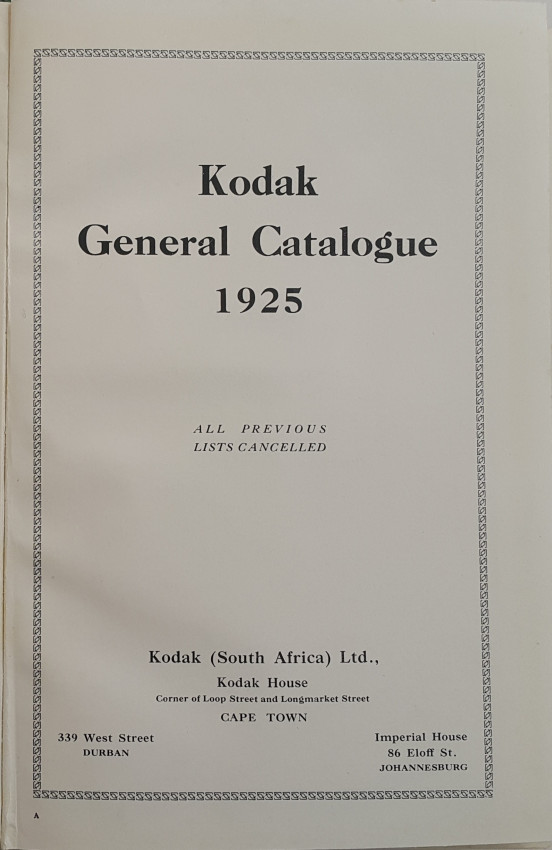 Kodak
General Catalogue
1925
ALL PREVIOUS
LISTS CANCELLED
Kodak (South Africa) Ltd.,
Kodak House
Corner of Loop Street and Longmarket Street
CAPE TOWN
339 West Street
DURBAN
Imperial House
86 Eloff St.
JOHANNESBURG
A